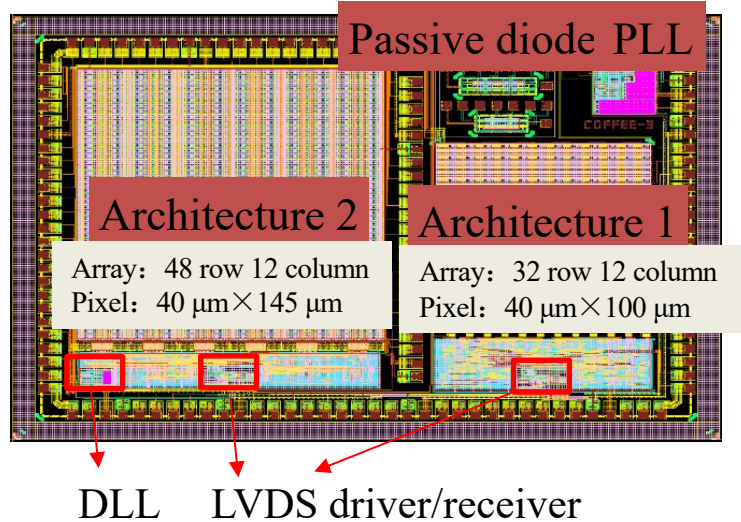 Passive diode PLL
COFFEE-3
Architecture 2
Array：48 row 12 column
Pixel：40 μm×145 μm
Architecture 1
Array：32 row 12 column
Pixel：40 μm×100 μm
DLL
LVDS driver/receiver